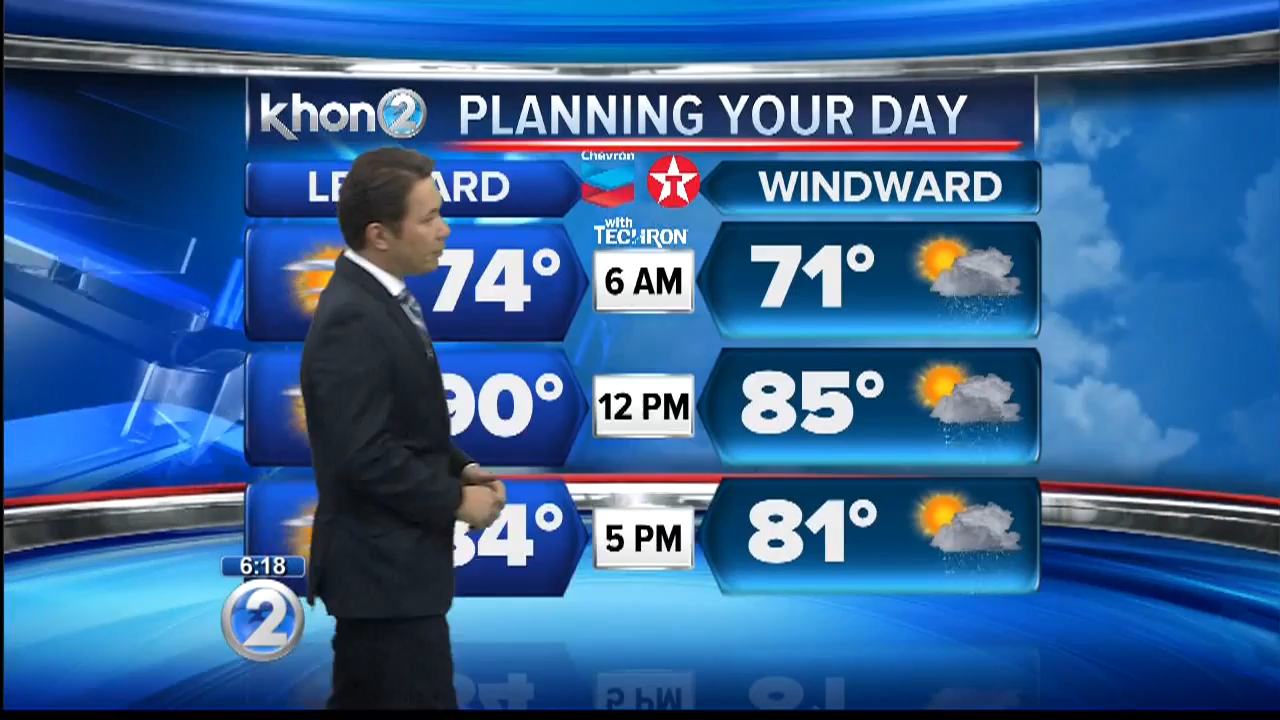 khon2 PLANNING YOUR DAY
Chevron
WINDWARD
with
TECHRON
74° 6 AM 71°
90° 12 PM 85°
5 PM 81°
6:18
2